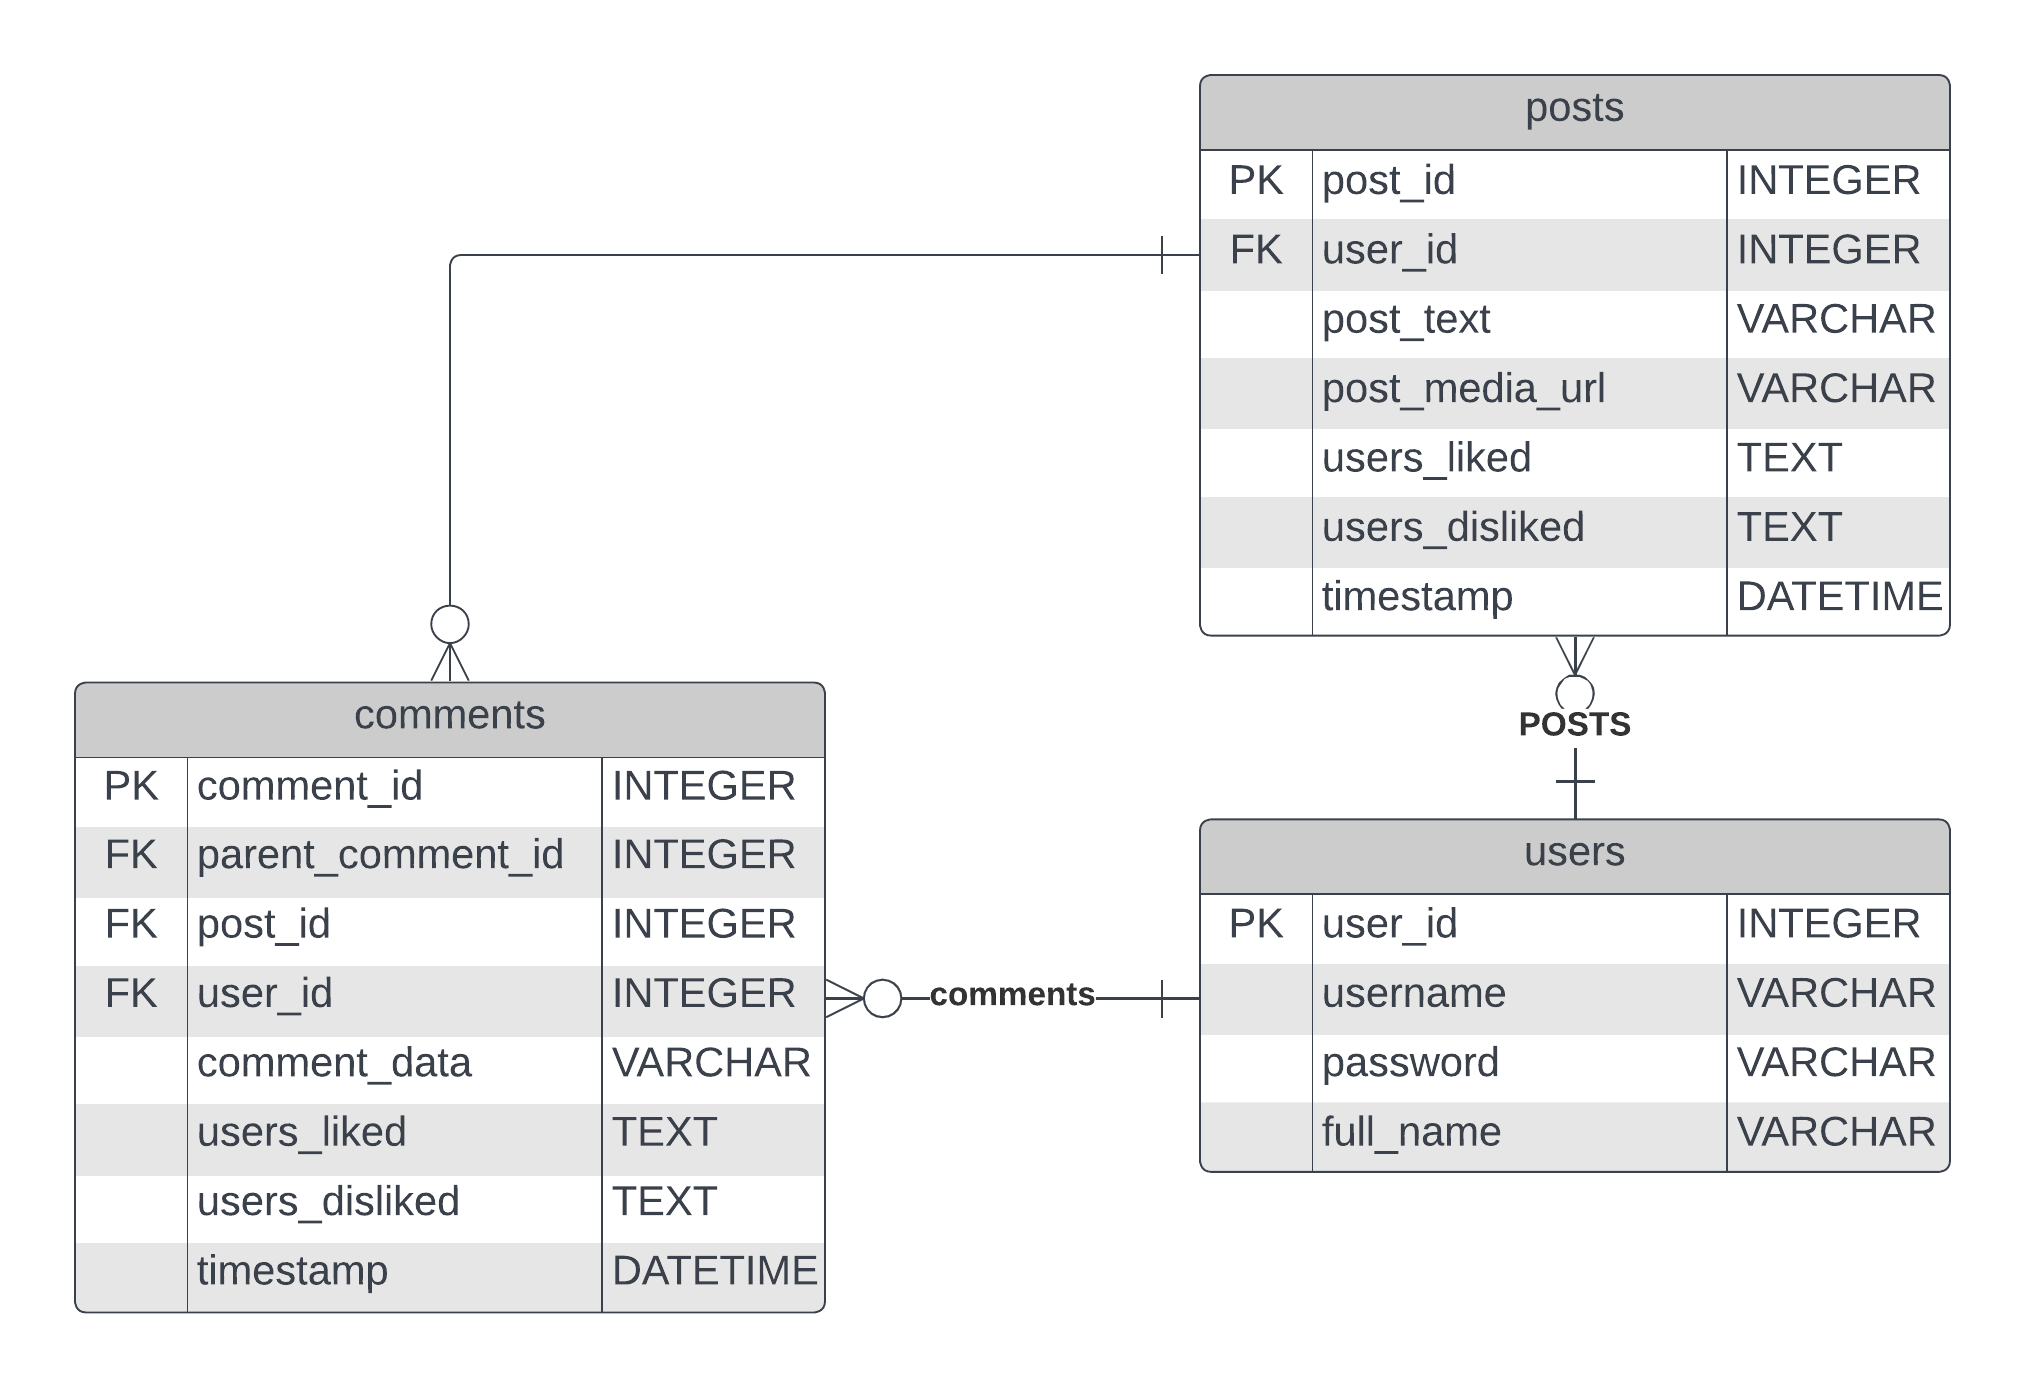 posts
PK post_id INTEGER
FK user_id INTEGER
post_text VARCHAR
post_media_url VARCHAR
users_liked TEXT
users_disliked TEXT
timestamp DATETIME
POSTS
comments
PK comment_id INTEGER
FK parent_comment_id INTEGER
FK post_id INTEGER
FK user_id INTEGER
comment_data VARCHAR
users_liked TEXT
users_disliked TEXT
timestamp DATETIME
comments
users
PK user_id INTEGER
username VARCHAR
password VARCHAR
full_name VARCHAR